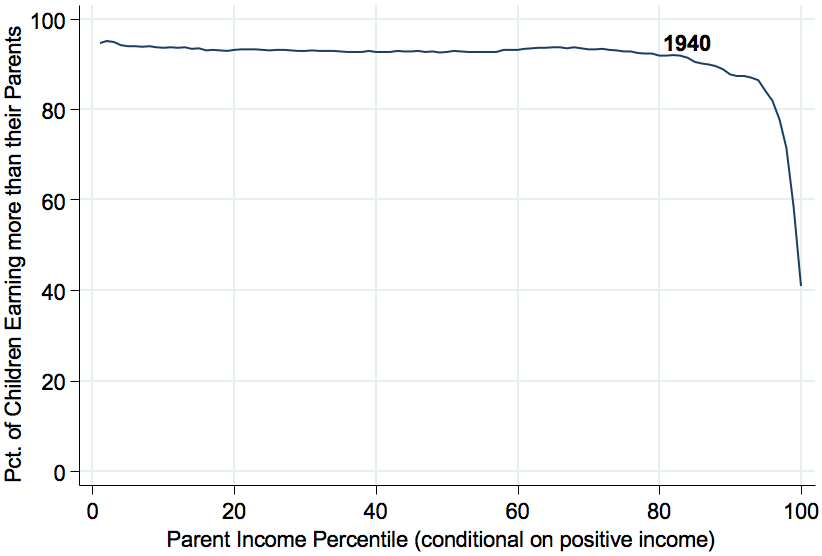 Pct. of Children Earning more than their Parents
100
80
60
40
20
0
1940
0 20 40 60 80 100
Parent Income Percentile (conditional on positive income)